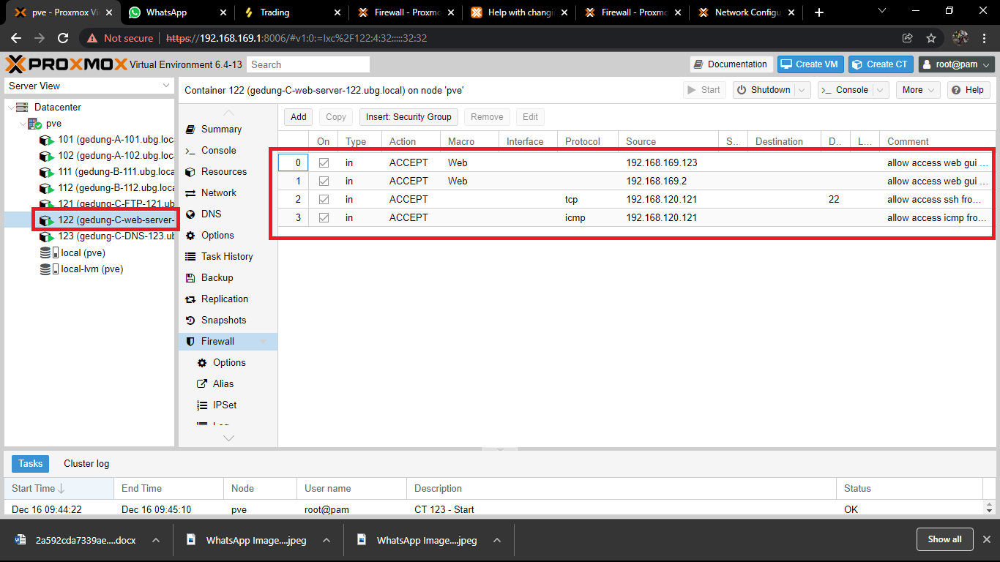 pve - Proxmox Vi
WhatsApp
Trading
Firewall - Proxmo
Help with changi
Firewall - Proxmo
Network Configu
Not secure
https://192.168.169.1:8006/#v1:0:=lxc%2F122:4:32:::::32:32
PROXMOX Virtual Environment 6.4-13
Search
Documentation
Create VM
Create CT
root@pam
Server View
Container 122 (gedung-C-web-server-122.ubg.local) on node 'pve'
Start
Shutdown
Console
More
Help
Datacenter
pve
101 (gedung-A-101.ubg.loca
102 (gedung-A-102.ubg.loca
111 (gedung-B-111.ubg.loca
112 (gedung-B-112.ubg.loca
121 (gedung-C-FTP-121.ub
122 (gedung-C-web-server-
123 (gedung-C-DNS-123.ub
local (pve)
local-lvm (pve)
Summary
Console
Resources
Network
DNS
Options
Task History
Backup
Replication
Snapshots
Firewall
Options
Alias
IPSet
Log
Add
Copy
Insert: Security Group
Remove
Edit
On Type Action Macro Interface Protocol Source S... Destination D.. L... Comment
0 in ACCEPT Web 192.168.169.123 allow access web gui ...
1 in ACCEPT Web 192.168.169.2 allow access web gui ...
2 in ACCEPT tcp 192.168.120.121 22 allow access ssh fro...
3 in ACCEPT icmp 192.168.120.121 allow access icmp fro...
Tasks
Cluster log
Start Time End Time Node User name Description Status
Dec 16 09:44:22 Dec 16 09:45:10 pve root@pam CT 123 - Start OK
2a592cda7339ae....docx
WhatsApp Image....jpeg
WhatsApp Image....jpeg
Show all